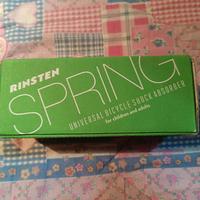 RINSTEN
SPRING
UNIVERSAL BICYCLE SHOCK ABSORBER
for children and adults